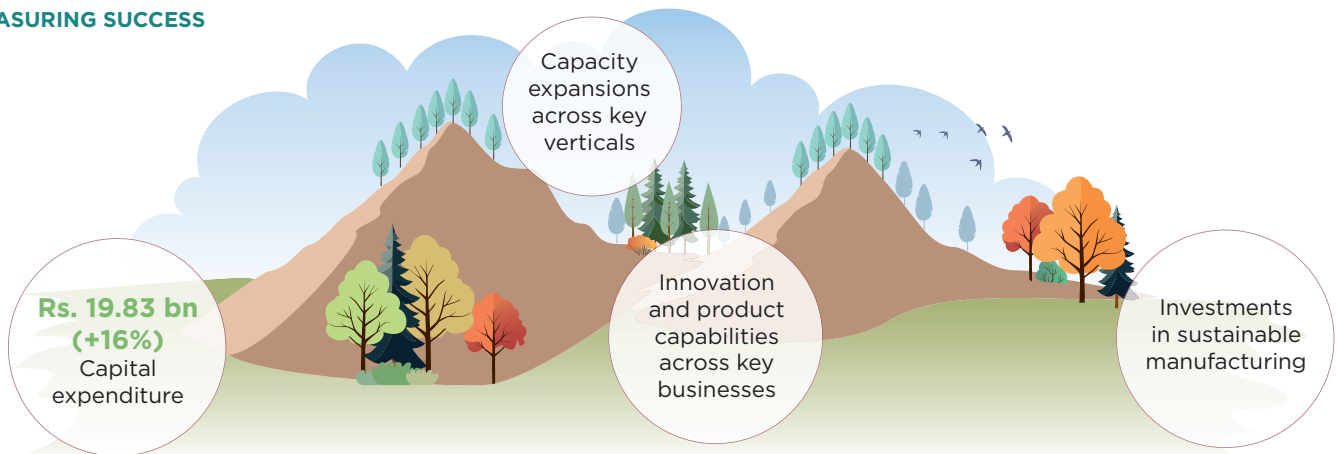 ASURING SUCCESS
Capacity
expansions
across key
verticals
Rs. 19.83 bn
(+16%)
Capital
expenditure
Innovation
and product
capabilities
across key
businesses
Investments
in sustainable
manufacturing